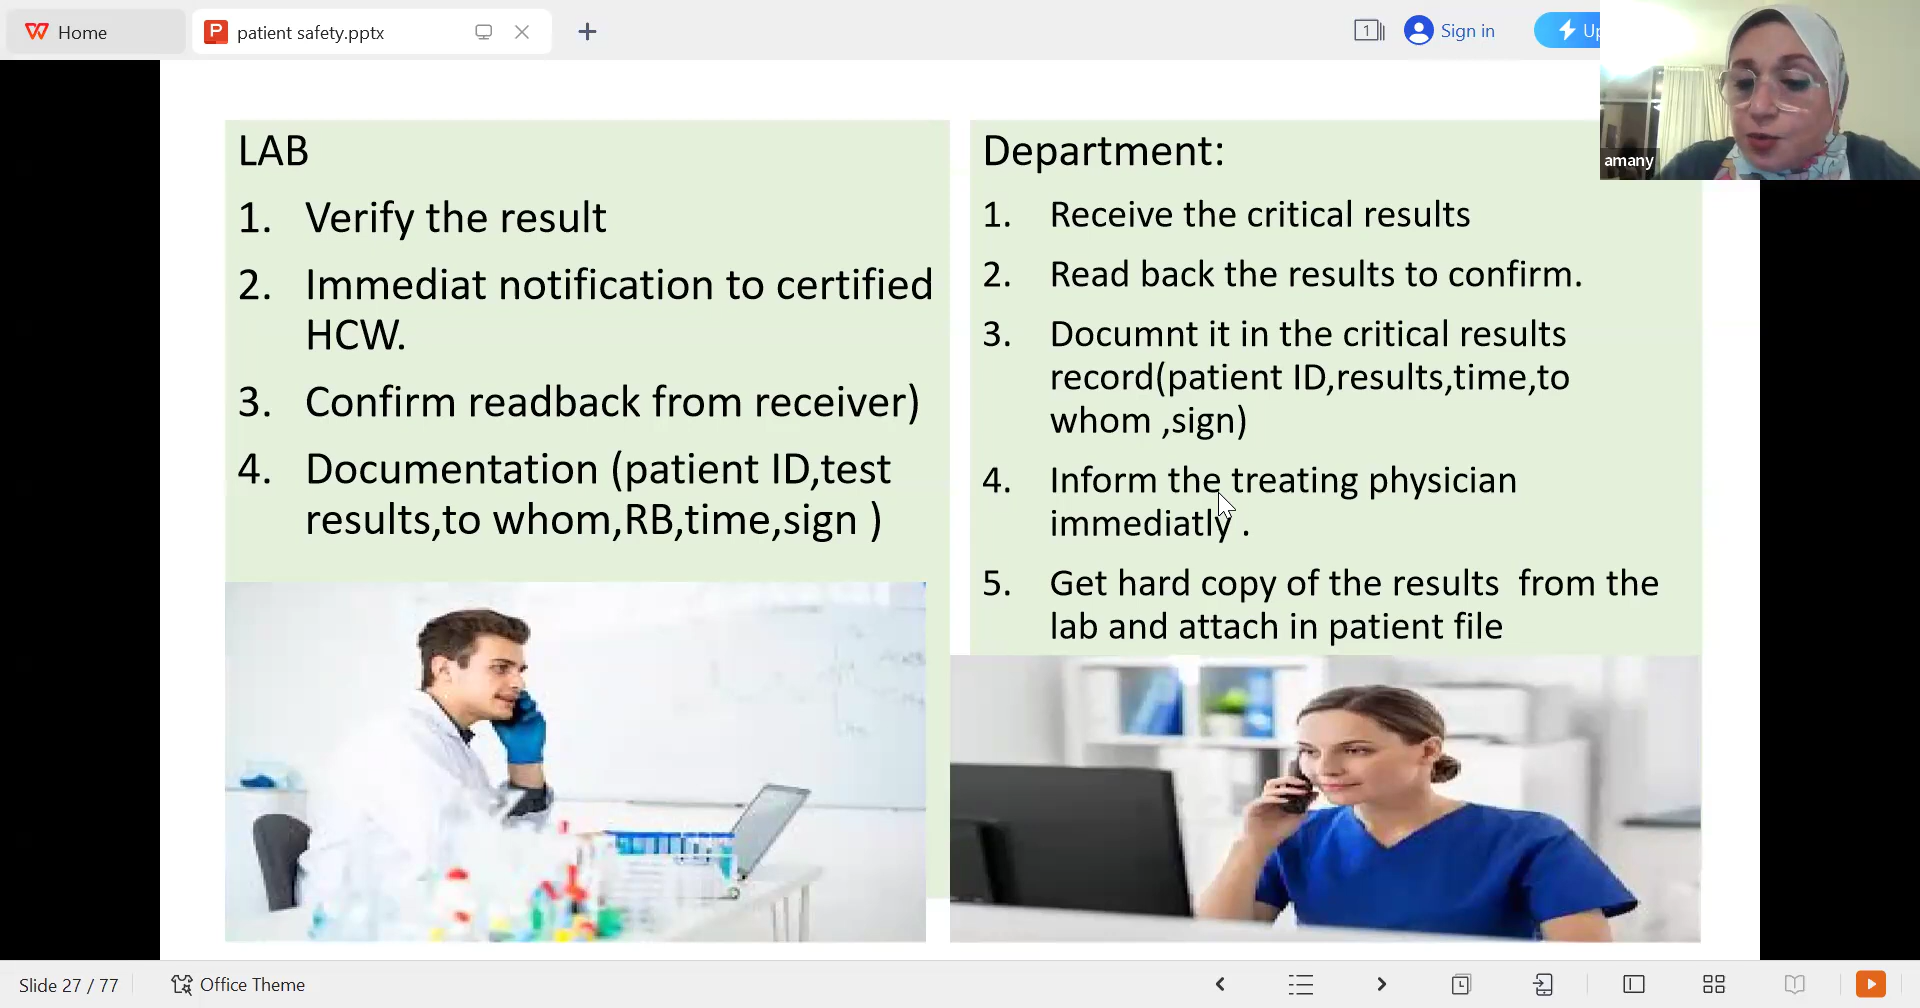 Home
patient safety.pptx
1
Sign in
Up
amany
LAB
1. Verify the result
2. Immediat notification to certified
HCW.
3. Confirm readback from receiver)
4. Documentation (patient ID,test
results,to whom,RB,time,sign )
Department:
1. Receive the critical results
2. Read back the results to confirm.
3. Documnt it in the critical results
record(patient ID,results,time,to
whom ,sign)
4. Inform the treating physician
immediatly .
5. Get hard copy of the results from the
lab and attach in patient file
Slide 27 / 77
Office Theme